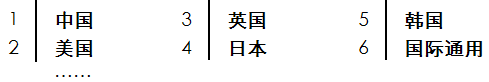 1 中国 3 英国 5 韩国
2 美国 4 日本 6 国际通用
……